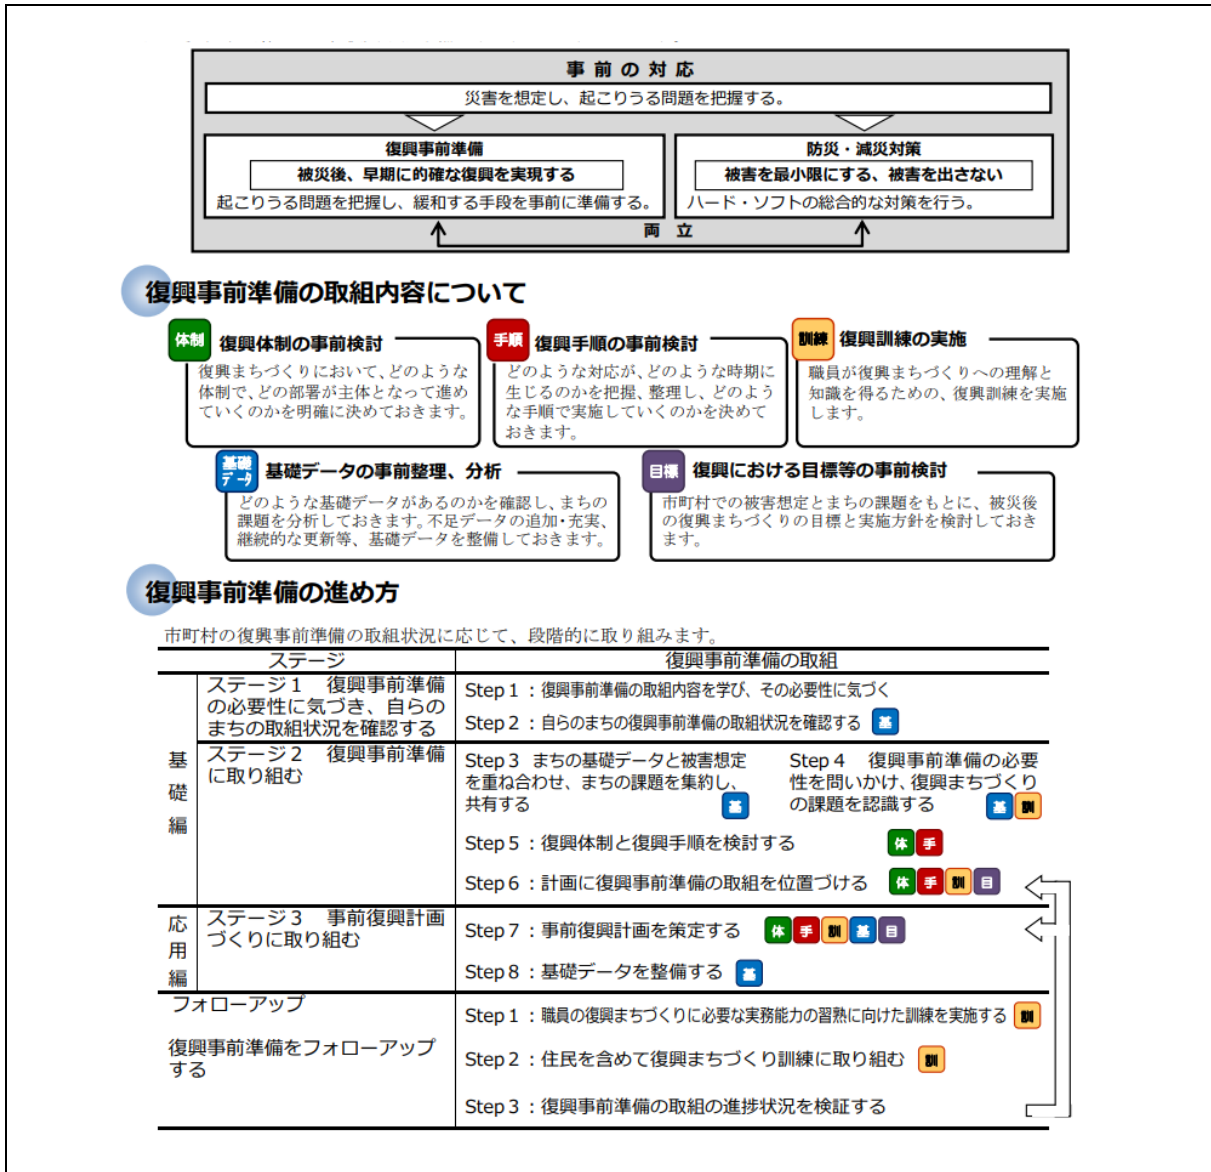 事前の対応
災害を想定し、起こりうる問題を把握する。
復興事前準備
被災後、早期に的確な復興を実現する
起こりうる問題を把握し、緩和する手段を事前に準備する。
防災・減災対策
被害を最小限にする、被害を出さない
ハード・ソフトの総合的な対策を行う。
両 立
復興事前準備の取組内容について
体制 復興体制の事前検討
復興まちづくりにおいて、どのような
体制で、どの部署が主体となって進め
ていくのかを明確に決めておきます。
手順 復興手順の事前検討
どのような対応が、どのような時期に
生じるのかを把握、整理し、どのよう
な手順で実施していくのかを決めて
おきます。
訓練 復興訓練の実施
職員が復興まちづくりへの理解と
知識を得るための、復興訓練を実施
します。
基礎
データ 基礎データの事前整理、分析
どのような基礎データがあるのかを確認し、まちの
課題を分析しておきます。不足データの追加・充実、
継続的な更新等、基礎データを整備しておきます。
目標 復興における目標等の事前検討
市町村での被害想定とまちの課題をもとに、被災後
の復興まちづくりの目標と実施方針を検討しておき
ます。
復興事前準備の進め方
市町村の復興事前準備の取組状況に応じて、段階的に取り組みます。
ステージ 復興事前準備の取組
基礎編
ステージ1 復興事前準備
の必要性に気づき、自らの
まちの取組状況を確認する
Step 1：復興事前準備の取組内容を学び、その必要性に気づく
Step 2：自らのまちの復興事前準備の取組状況を確認する 基
ステージ2 復興事前準備
に取り組む
Step 3 まちの基礎データと被害想定
を重ね合わせ、まちの課題を集約し、
共有する 基
Step 4 復興事前準備の必要
性を問いかけ、復興まちづくり
の課題を認識する 基 訓
Step 5：復興体制と復興手順を検討する 体 手
Step 6：計画に復興事前準備の取組を位置づける 体 手 訓 目
応用編
ステージ3 事前復興計画
づくりに取り組む
Step 7：事前復興計画を策定する 体 手 訓 基 目
Step 8：基礎データを整備する 基
フォローアップ
復興事前準備をフォローアップ
する
Step 1：職員の復興まちづくりに必要な実務能力の習熟に向けた訓練を実施する 訓
Step 2：住民を含めて復興まちづくり訓練に取り組む 訓
Step 3：復興事前準備の取組の進捗状況を検証する